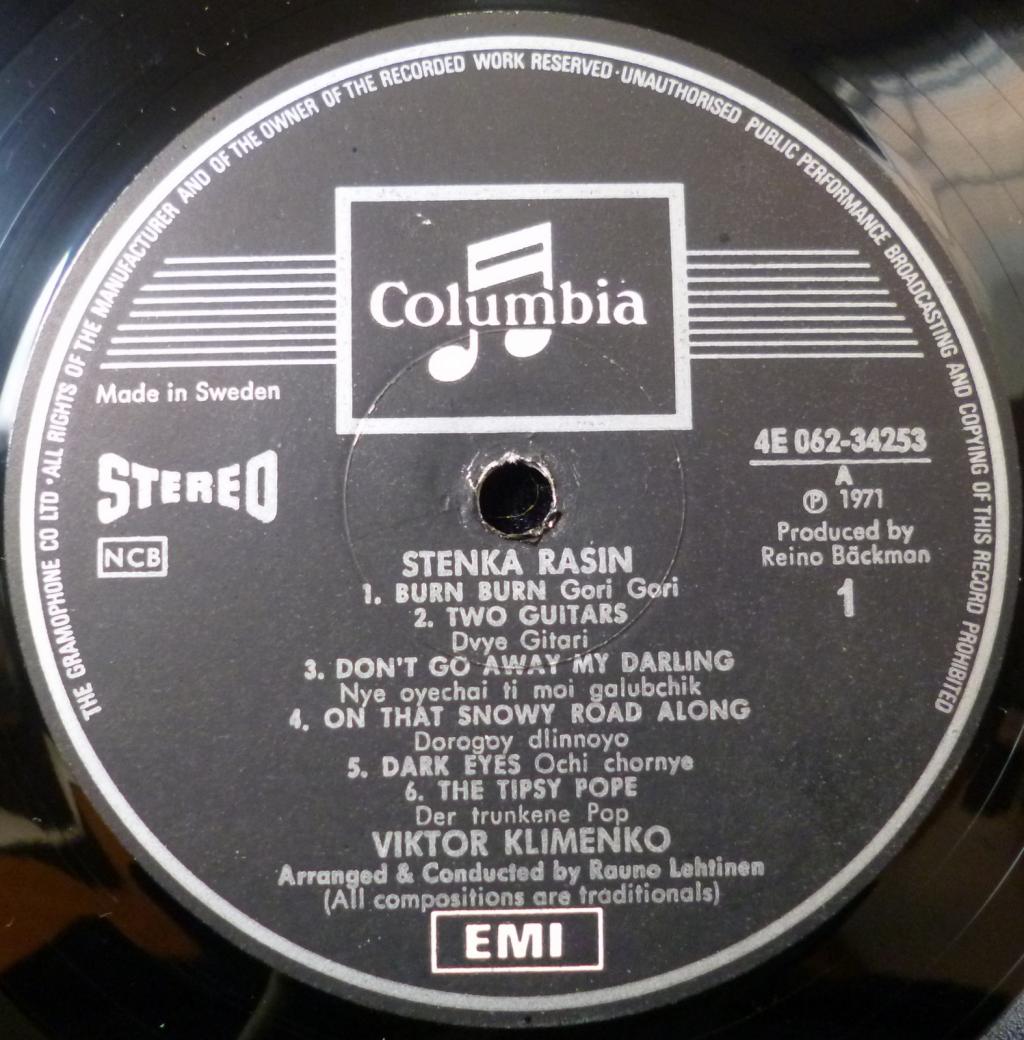 THE GRAMOPHONE CO LTD · ALL RIGHTS OF THE MANUFACTURER AND OF THE OWNER OF THE RECORDED WORK RESERVED · UNAUTHORISED PUBLIC PERFORMANCE BROADCASTING AND COPYING OF THIS RECORD PROHIBITED
Columbia
Made in Sweden
STEREO
NCB
4E 062-34253
A
℗ 1971
Produced by
Reino Bäckman
1
STENKA RASIN
1. BURN BURN Gori Gori
2. TWO GUITARS
Dvye Gitari
3. DON'T GO AWAY MY DARLING
Nye oyechai ti moi galubchik
4. ON THAT SNOWY ROAD ALONG
Dorogoy dlinnoyo
5. DARK EYES Ochi chornye
6. THE TIPSY POPE
Der trunkene Pop
VIKTOR KLIMENKO
Arranged & Conducted by Rauno Lehtinen
(All compositions are traditionals)
EMI